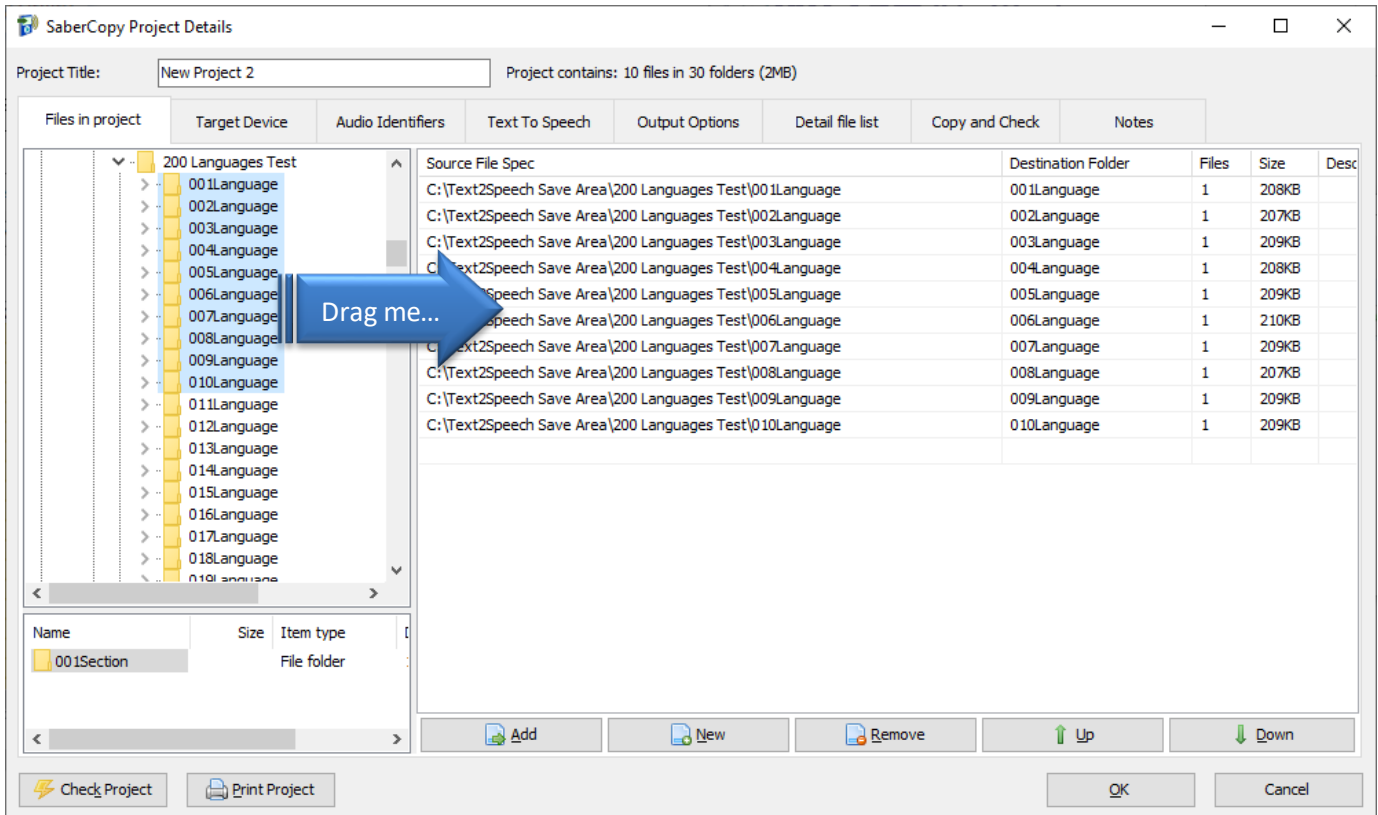 SaberCopy Project Details
Project Title: New Project 2 Project contains: 10 files in 30 folders (2MB)
Files in project Target Device Audio Identifiers Text To Speech Output Options Detail file list Copy and Check Notes
200 Languages Test
001Language
002Language
003Language
004Language
005Language
006Language
007Language
008Language
009Language
010Language
011Language
012Language
013Language
014Language
015Language
016Language
017Language
018Language
019Language
Drag me...
Name Size Item type
001Section File folder
Source File Spec Destination Folder Files Size Desc
C:\Text2Speech Save Area\200 Languages Test\001Language 001Language 1 208KB
C:\Text2Speech Save Area\200 Languages Test\002Language 002Language 1 207KB
C:\Text2Speech Save Area\200 Languages Test\003Language 003Language 1 209KB
C:\Text2Speech Save Area\200 Languages Test\004Language 004Language 1 208KB
Speech Save Area\200 Languages Test\005Language 005Language 1 209KB
Speech Save Area\200 Languages Test\006Language 006Language 1 210KB
C:\Text2Speech Save Area\200 Languages Test\007Language 007Language 1 209KB
C:\Text2Speech Save Area\200 Languages Test\008Language 008Language 1 207KB
C:\Text2Speech Save Area\200 Languages Test\009Language 009Language 1 209KB
C:\Text2Speech Save Area\200 Languages Test\010Language 010Language 1 209KB
Add New Remove Up Down
Check Project Print Project OK Cancel